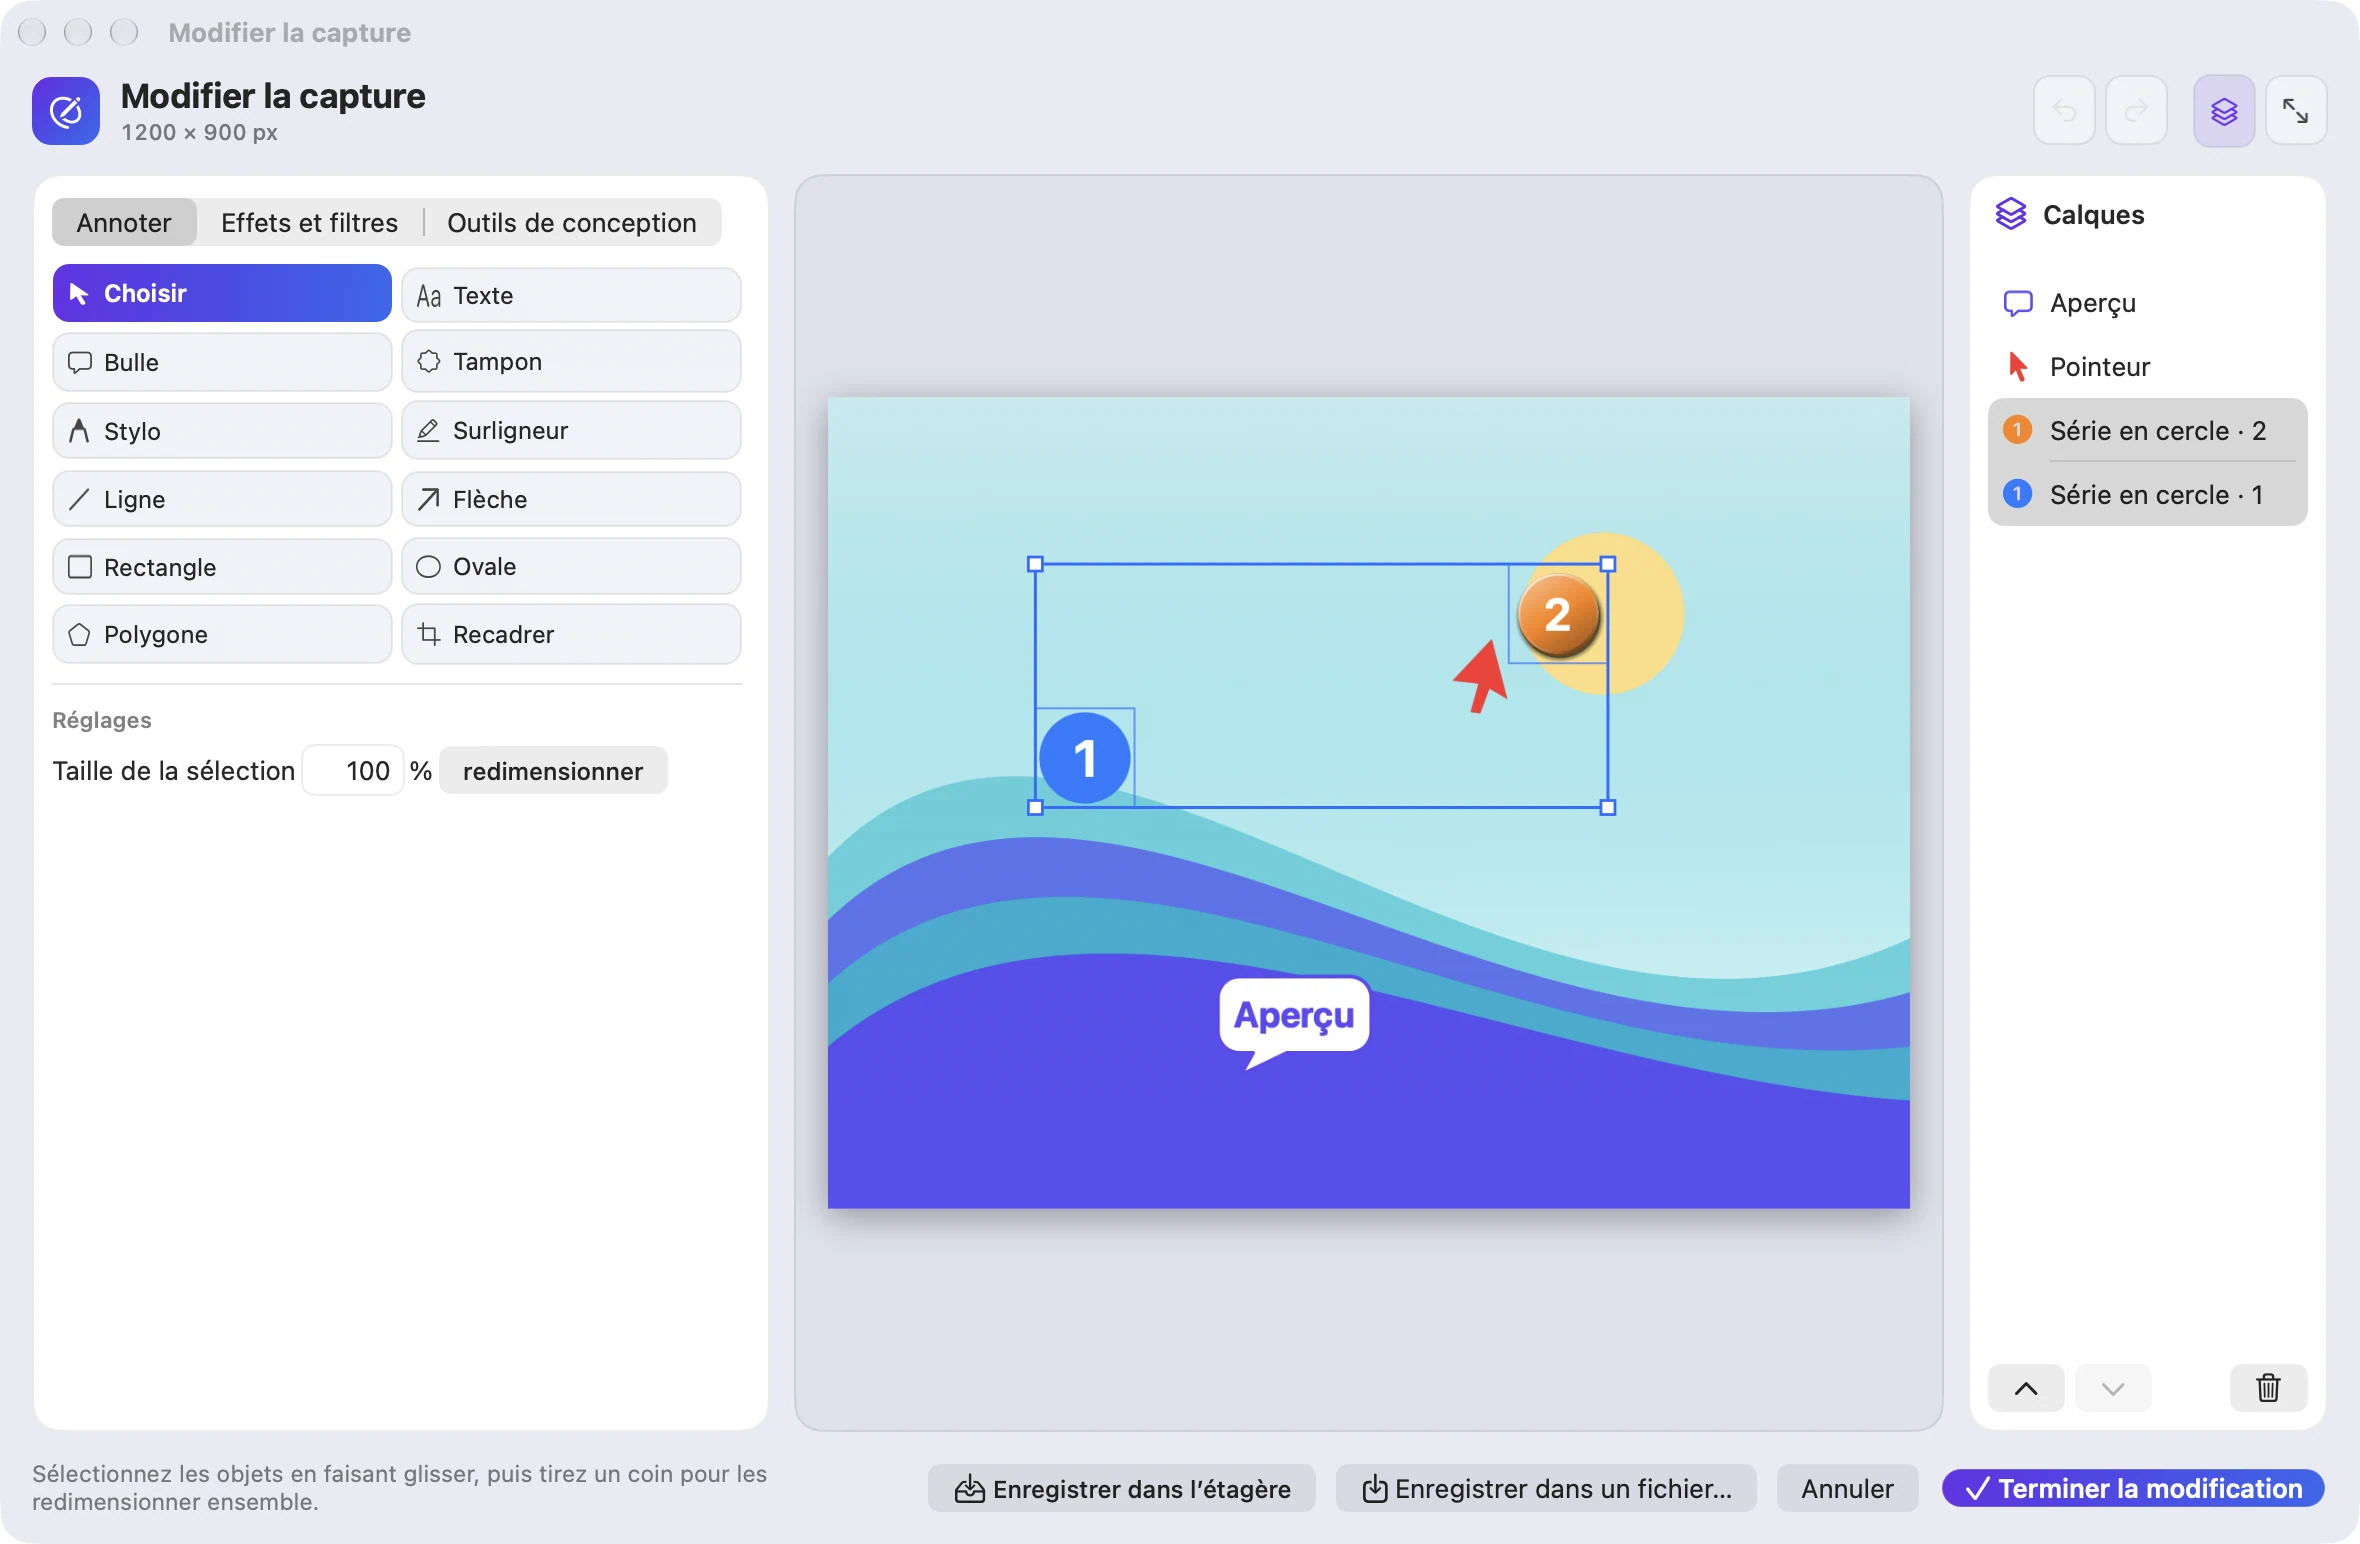 Modifier la capture
Modifier la capture
1200 × 900 px
Annoter
Effets et filtres
Outils de conception
Choisir
Aa Texte
Bulle
Tampon
Stylo
Surligneur
Ligne
Flèche
Rectangle
Ovale
Polygone
Recadrer
Réglages
Taille de la sélection 100 % redimensionner
2
1
Aperçu
Calques
Aperçu
Pointeur
1 Série en cercle · 2
1 Série en cercle · 1
Sélectionnez les objets en faisant glisser, puis tirez un coin pour les
redimensionner ensemble.
Enregistrer dans l’étagère
Enregistrer dans un fichier...
Annuler
Terminer la modification